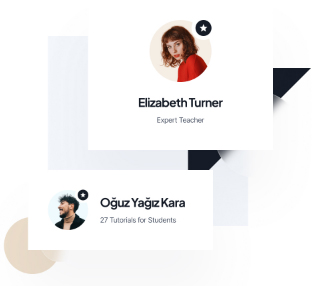 Elizabeth Turner
Expert Teacher
Oğuz Yağız Kara
27 Tutorials for Students